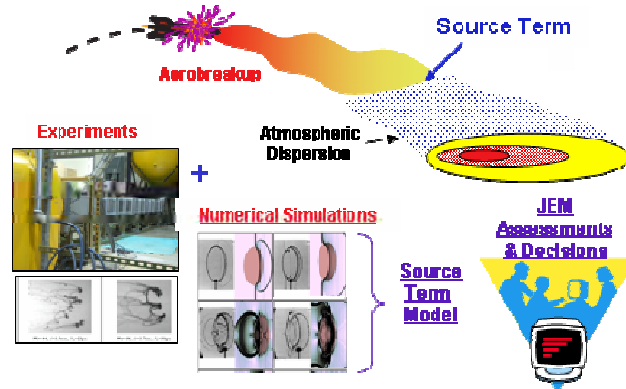 Source Term
Aerobreakup
Experiments
Atmospheric
Dispersion
+
Numerical Simulations
JEM
Assessments
& Decisions
Source
Term
Model